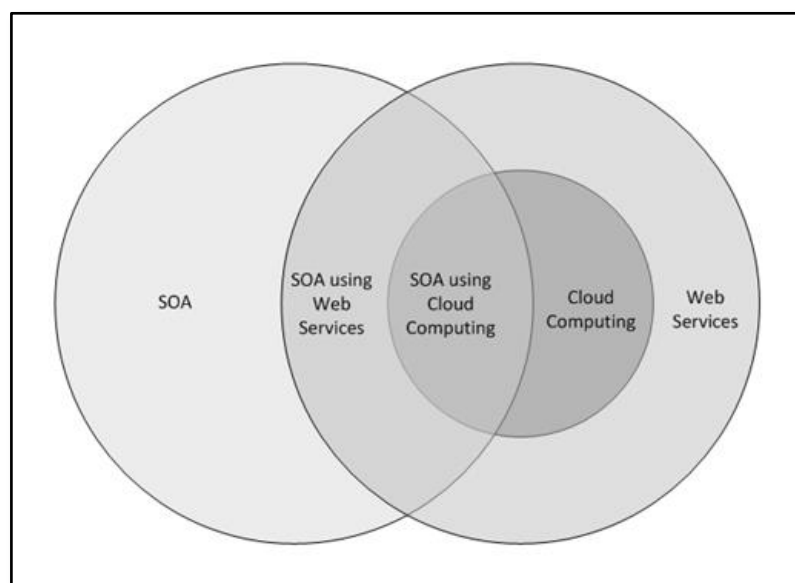 SOA
SOA using
Web
Services
SOA using
Cloud
Computing
Cloud
Computing
Web
Services